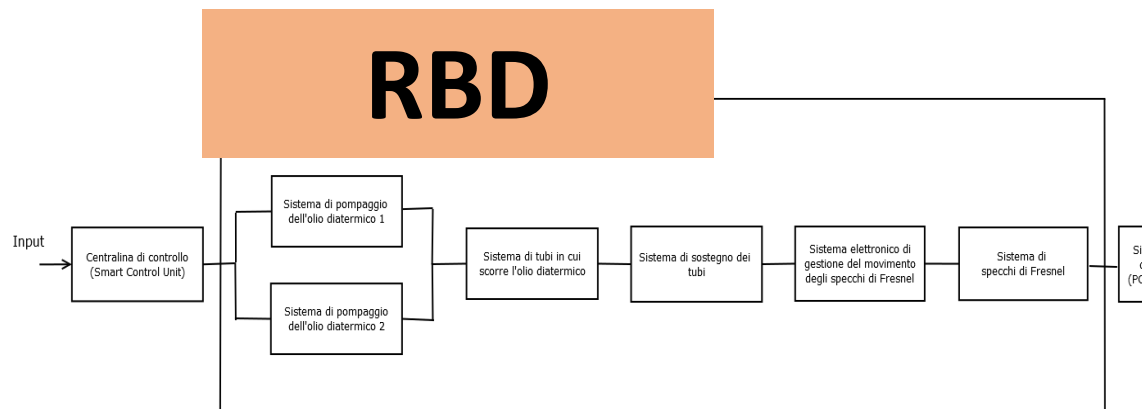 RBD
Input
Centralina di controllo
(Smart Control Unit)
Sistema di pompaggio
dell'olio diatermico 1
Sistema di pompaggio
dell'olio diatermico 2
Sistema di tubi in cui
scorre l'olio diatermico
Sistema di sostegno dei
tubi
Sistema elettronico di
gestione del movimento
degli specchi di Fresnel
Sistema di
specchi di Fresnel